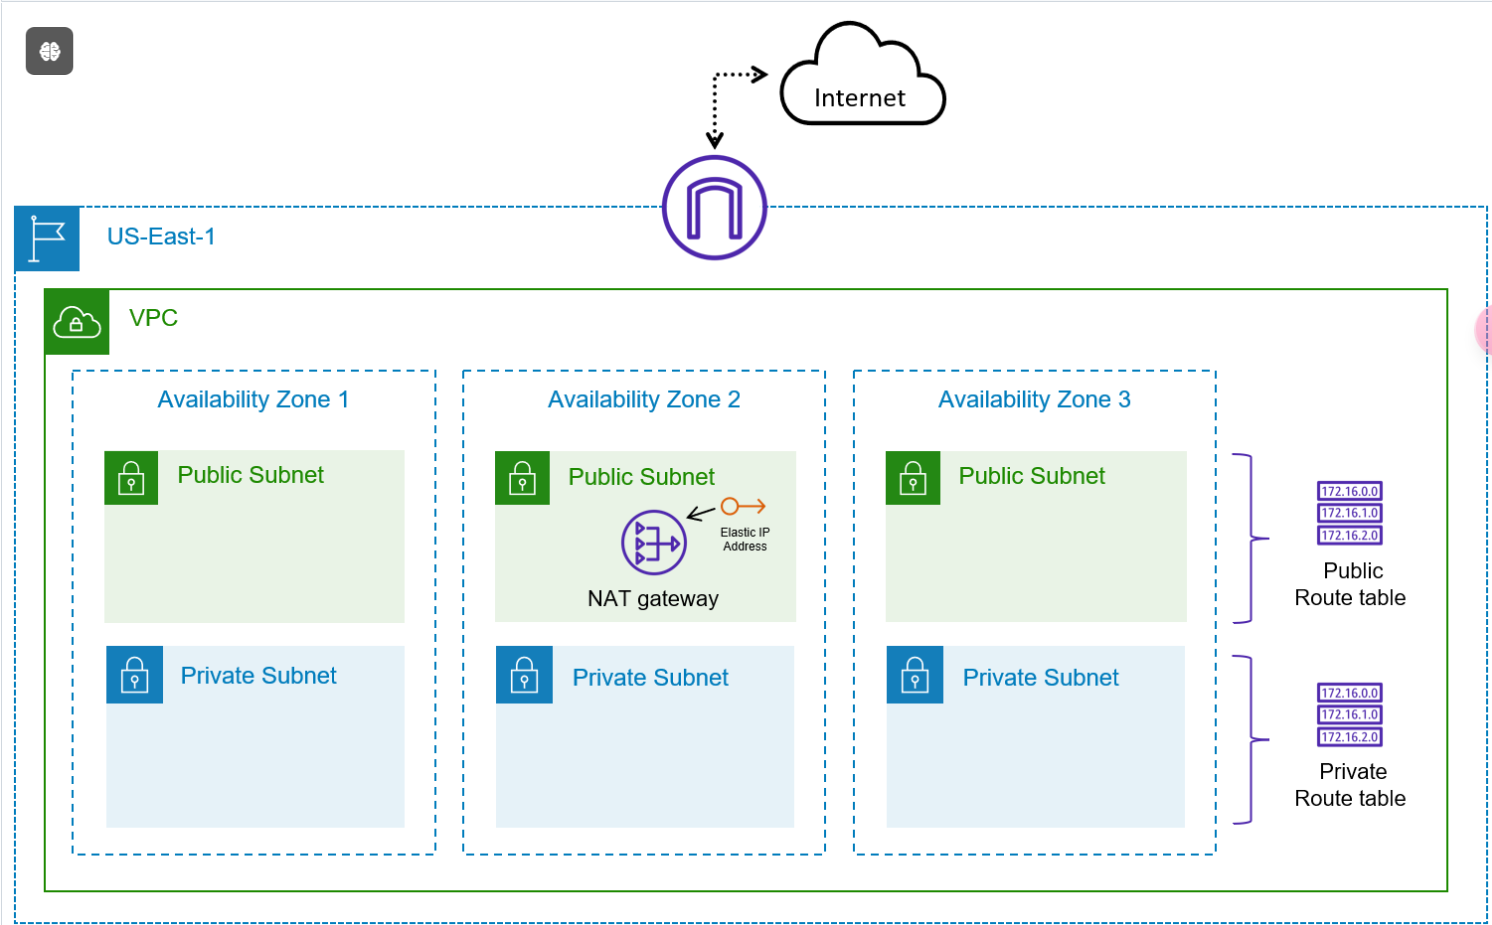 Internet
US-East-1
VPC
Availability Zone 1
Availability Zone 2
Availability Zone 3
Public Subnet
Public Subnet
Public Subnet
Elastic IP
Address
NAT gateway
172.16.0.0
172.16.1.0
172.16.2.0
Public
Route table
Private Subnet
Private Subnet
Private Subnet
172.16.0.0
172.16.1.0
172.16.2.0
Private
Route table